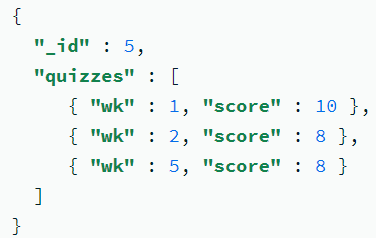 {
  "_id" : 5,
  "quizzes" : [
     { "wk" : 1, "score" : 10 },
     { "wk" : 2, "score" : 8 },
     { "wk" : 5, "score" : 8 }
  ]
}